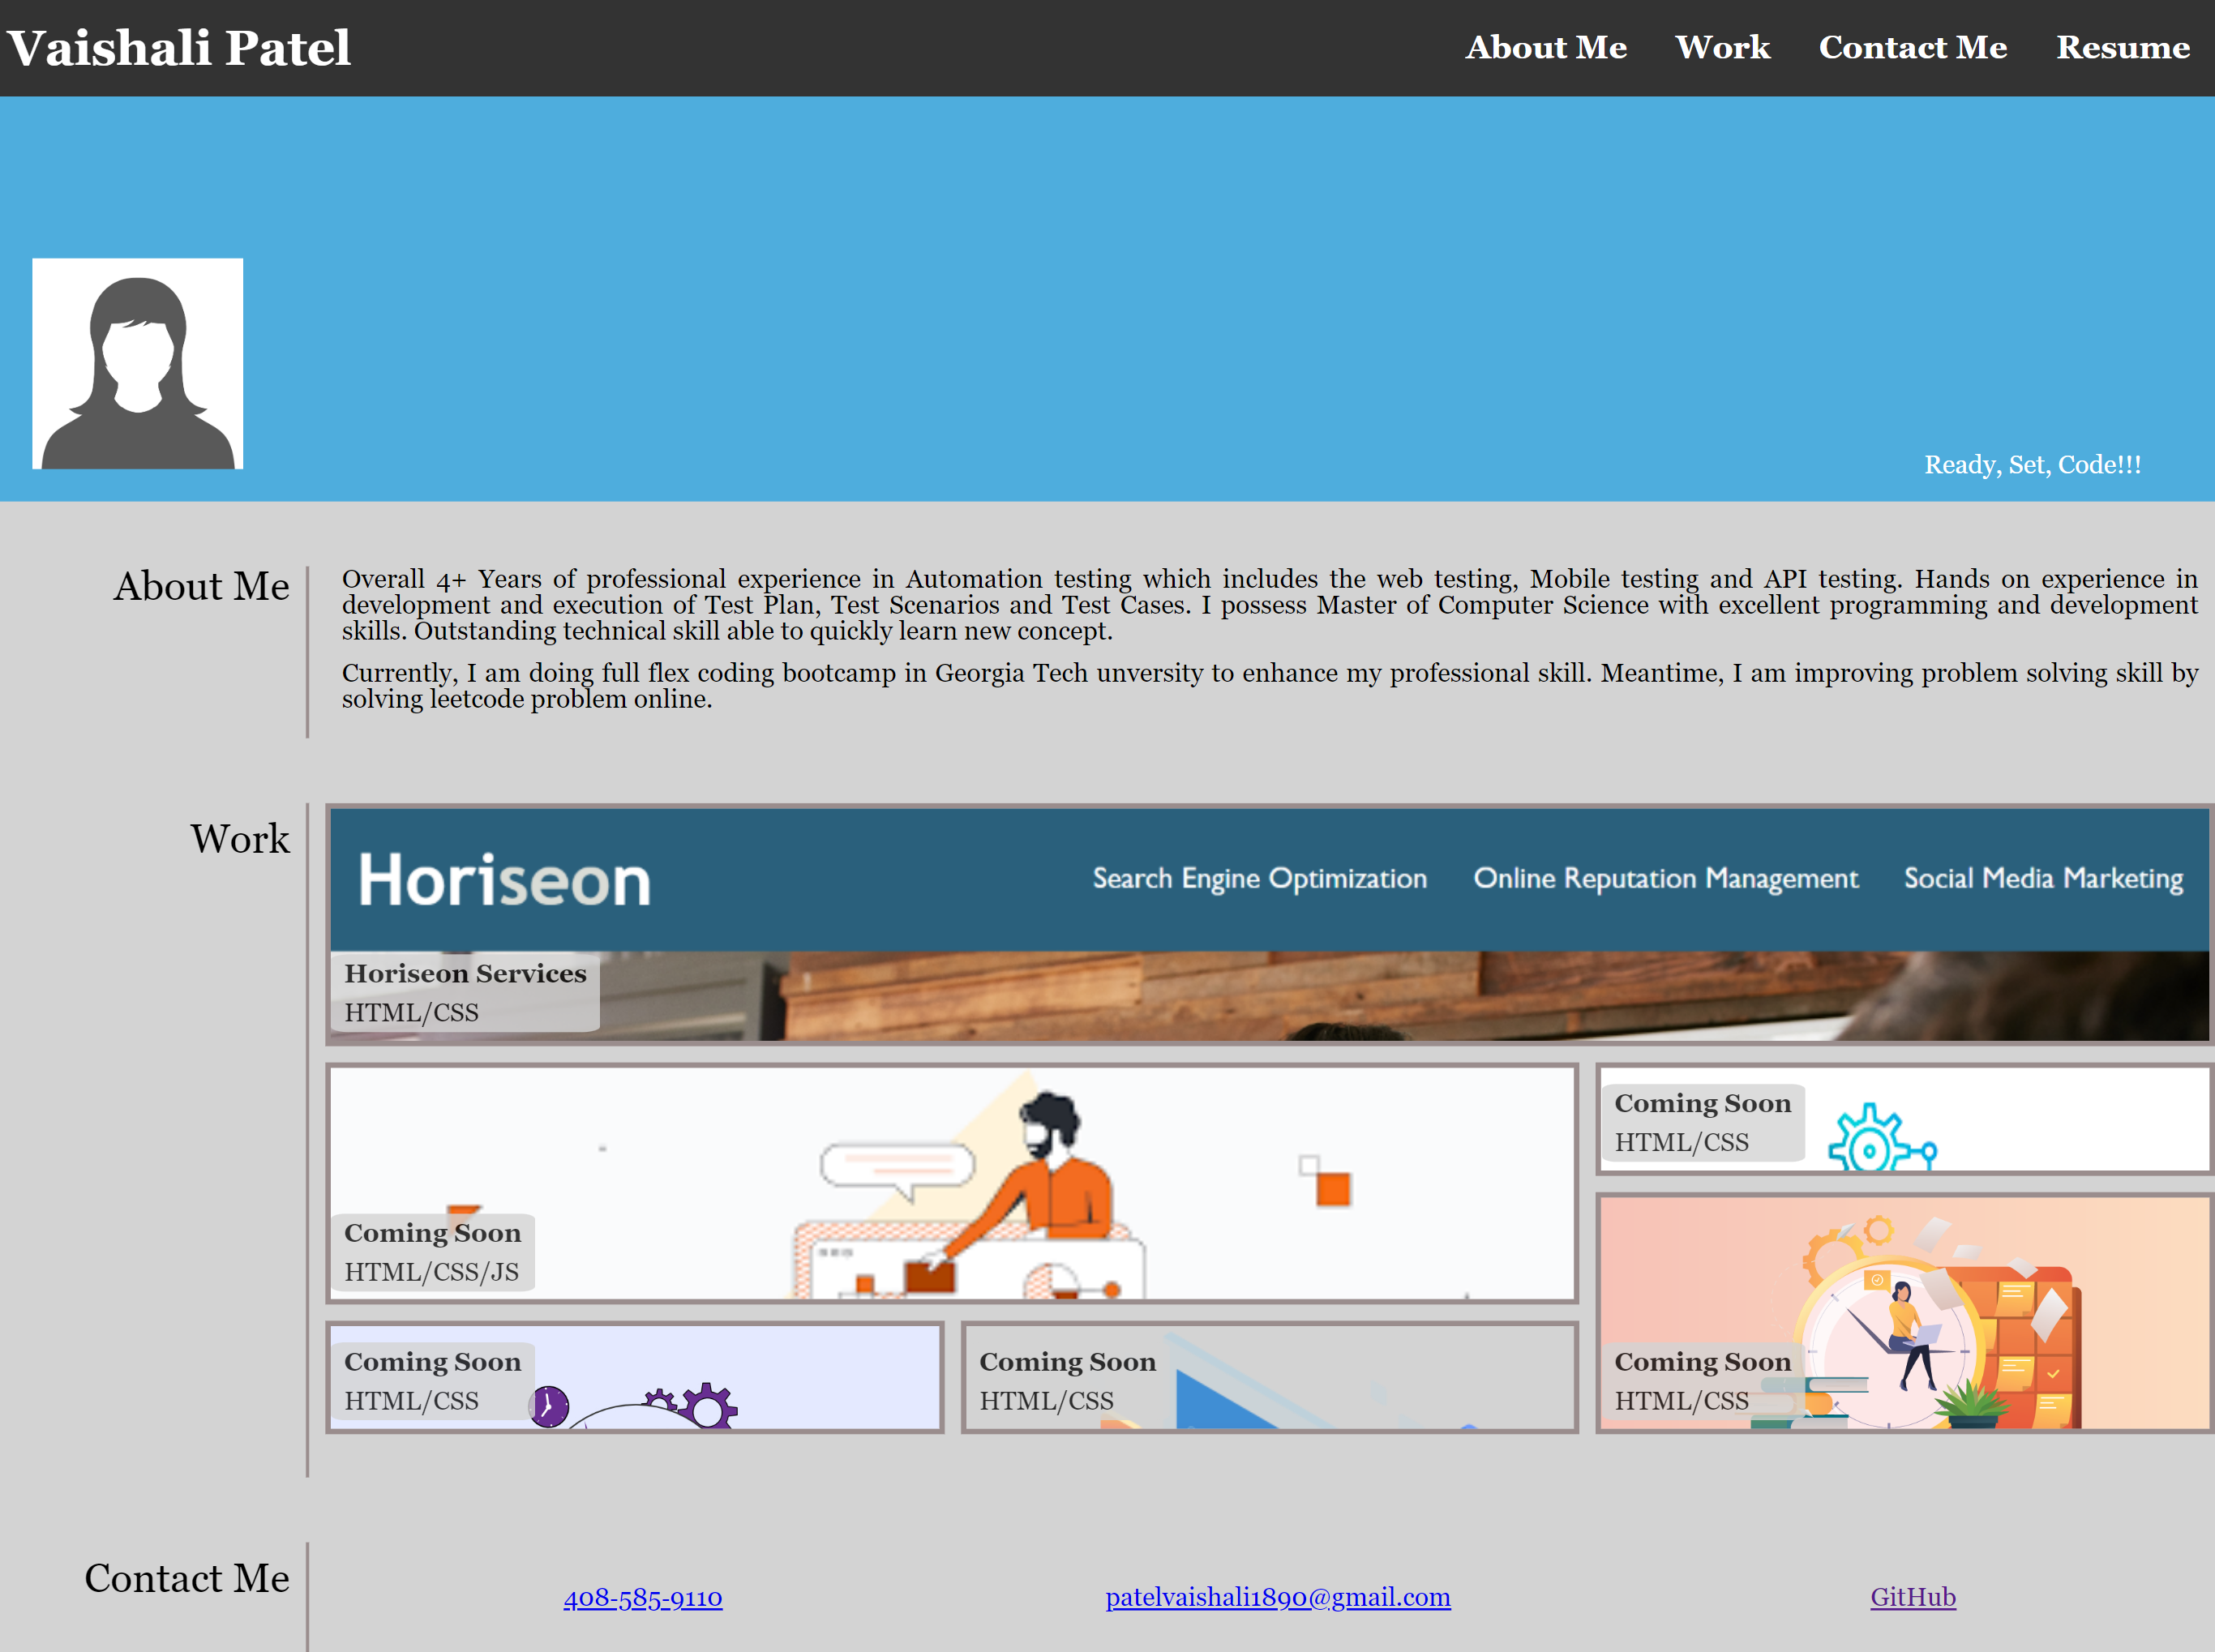 Vaishali Patel
About Me Work Contact Me Resume
Ready, Set, Code!!!
About Me
Overall 4+ Years of professional experience in Automation testing which includes the web testing, Mobile testing and API testing. Hands on experience in
development and execution of Test Plan, Test Scenarios and Test Cases. I possess Master of Computer Science with excellent programming and development
skills. Outstanding technical skill able to quickly learn new concept.
Currently, I am doing full flex coding bootcamp in Georgia Tech unversity to enhance my professional skill. Meantime, I am improving problem solving skill by
solving leetcode problem online.
Work
Horiseon
Search Engine Optimization Online Reputation Management Social Media Marketing
Horiseon Services
HTML/CSS
Coming Soon
HTML/CSS/JS
Coming Soon
HTML/CSS
Coming Soon
HTML/CSS
Coming Soon
HTML/CSS
Coming Soon
HTML/CSS
Contact Me
408-585-9110
patelvaishali1890@gmail.com
GitHub